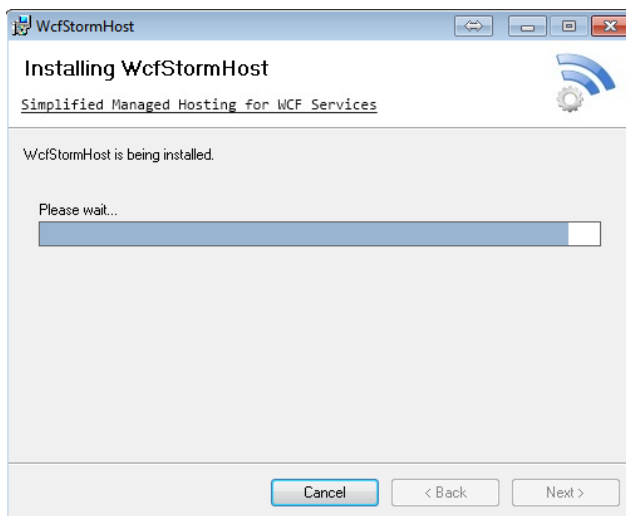 WcfStormHost
Installing WcfStormHost
Simplified Managed Hosting for WCF Services
WcfStormHost is being installed.
Please wait...
Cancel
< Back
Next >